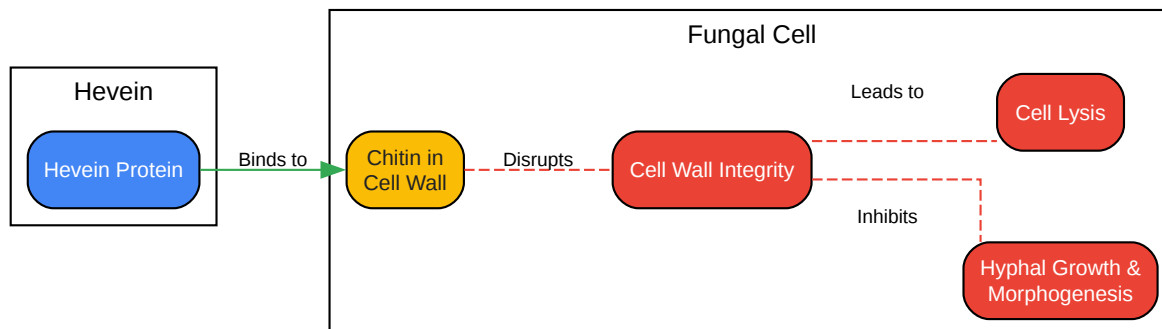 Fungal Cell
Hevein
Hevein Protein
Binds to
Chitin in
Cell Wall
Disrupts
Cell Wall Integrity
Leads to
Cell Lysis
Inhibits
Hyphal Growth &
Morphogenesis